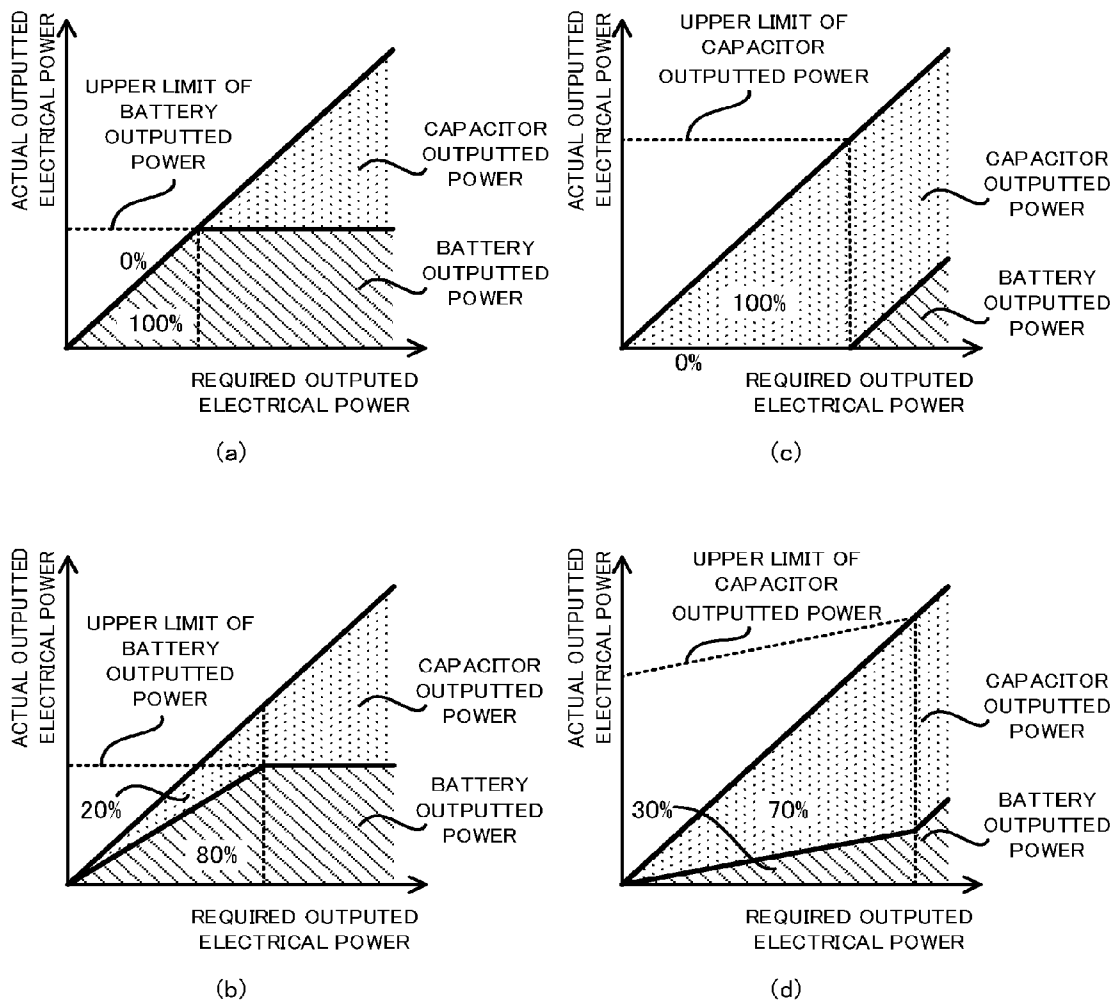 ACTUAL OUTPUTTED
ELECTRICAL POWER
UPPER LIMIT OF
BATTERY
OUTPUTTED
POWER
CAPACITOR
OUTPUTTED
POWER
BATTERY
OUTPUTTED
POWER
0%
100%
REQUIRED OUTPUTED
ELECTRICAL POWER
(a)
ACTUAL OUTPUTTED
ELECTRICAL POWER
UPPER LIMIT OF
CAPACITOR
OUTPUTTED POWER
CAPACITOR
OUTPUTTED
POWER
BATTERY
OUTPUTTED
POWER
100%
0%
REQUIRED OUTPUTED
ELECTRICAL POWER
(c)
ACTUAL OUTPUTTED
ELECTRICAL POWER
UPPER LIMIT OF
BATTERY
OUTPUTTED
POWER
CAPACITOR
OUTPUTTED
POWER
BATTERY
OUTPUTTED
POWER
20%
80%
REQUIRED OUTPUTED
ELECTRICAL POWER
(b)
ACTUAL OUTPUTTED
ELECTRICAL POWER
UPPER LIMIT OF
CAPACITOR
OUTPUTTED POWER
CAPACITOR
OUTPUTTED
POWER
BATTERY
OUTPUTTED
POWER
30%
70%
REQUIRED OUTPUTED
ELECTRICAL POWER
(d)